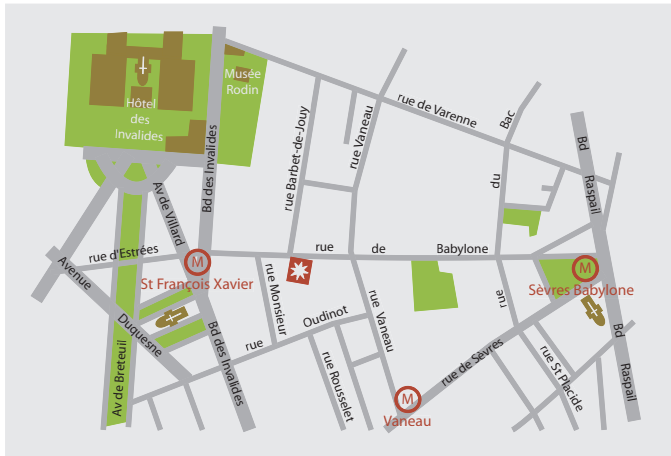 Musée
Rodin
Hôtel
des
Invalides
rue de Varenne
Bac
du
rue
Bd
Raspail
Bd
Raspail
rue Barbet-de-Jouy
rue Vaneau
Bd des Invalides
Av de Villard
rue d'Estrées
M
St François Xavier
rue
de
Babylone
M
Sèvres Babylone
Avenue
Duquesne
rue Monsieur
rue
Oudinot
rue Vaneau
Av de Breteuil
Bd des Invalides
rue Rousselet
rue de Sèvres
rue St Placide
M
Vaneau